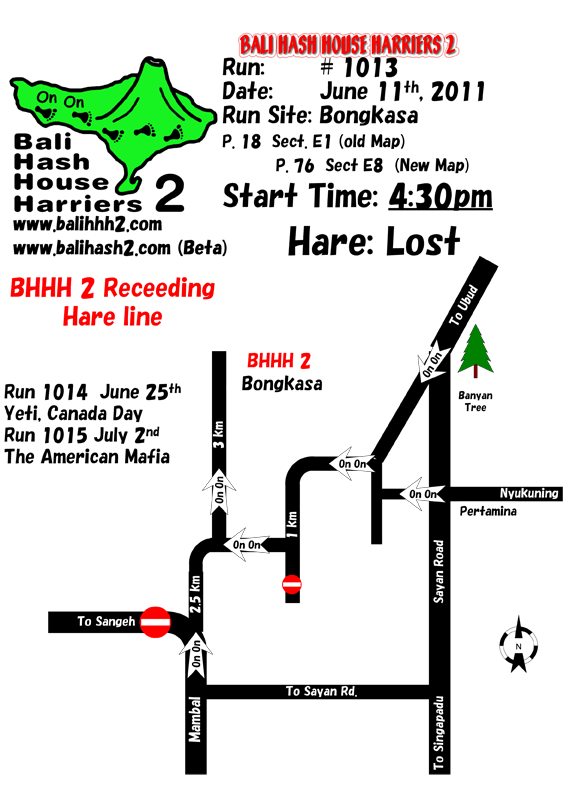 BALI HASH HOUSE HARRIERS 2
Run: # 1013
Date: June 11th, 2011
Run Site: Bongkasa
P. 18 Sect. E1 (old Map)
P. 76 Sect E8 (New Map)
Start Time: 4:30pm
Hare: Lost
On On
Bali
Hash
House
Harriers 2
www.balihhh2.com
www.balihash2.com (Beta)
BHHH 2 Receeding
Hare line
Run 1014 June 25th
Yeti, Canada Day
Run 1015 July 2nd
The American Mafia
BHHH 2
Bongkasa
To Ubud
On On
Banyan
Tree
3 Km
On On
On On
On On
Nyukuning
Pertamina
1 Km
On On
Sayan Road
2.5 Km
To Sangeh
On On
N
To Sayan Rd.
Mambal
To Singapadu